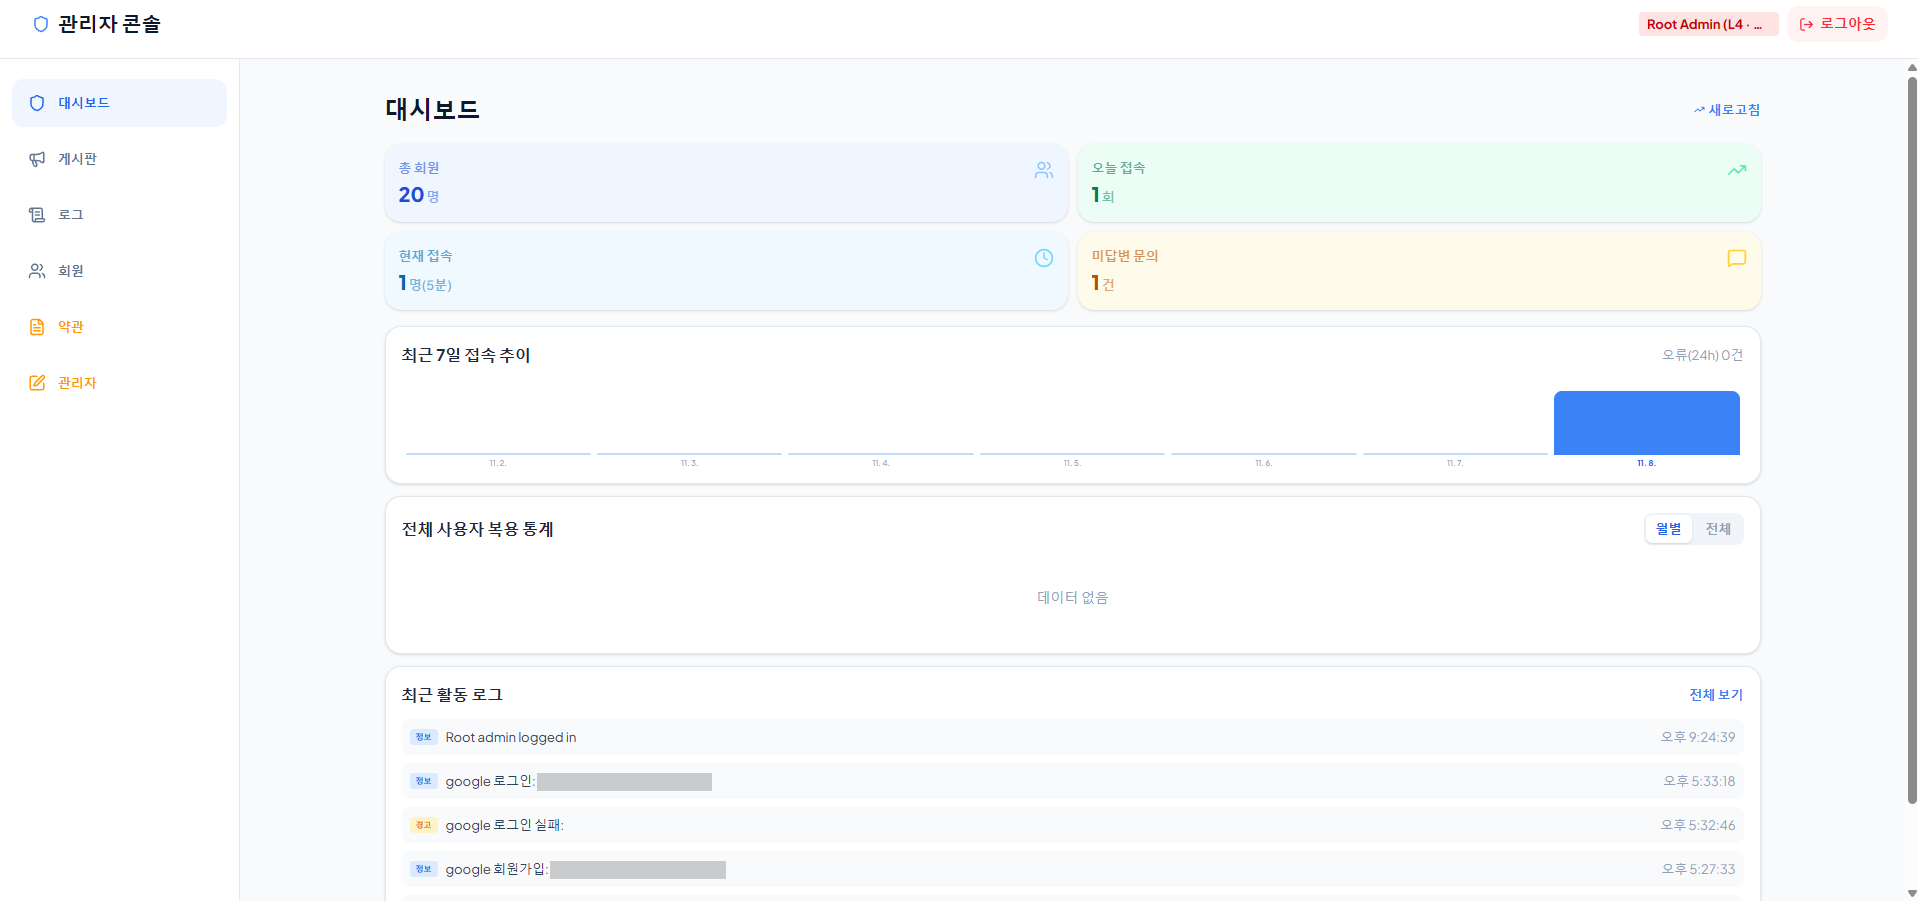 관리자 콘솔
Root Admin (L4 · ...
로그아웃
대시보드
게시판
로그
회원
약관
관리자
대시보드
새로고침
총 회원
20 명
오늘 접속
1 회
현재 접속
1 명(5분)
미답변 문의
1 건
최근 7일 접속 추이
오류(24h) 0건
11. 2.
11. 3.
11. 4.
11. 5.
11. 6.
11. 7.
11. 8.
전체 사용자 복용 통계
월별
전체
데이터 없음
최근 활동 로그
전체 보기
정보 Root admin logged in 오후 9:24:39
정보 google 로그인: 오후 5:33:18
경고 google 로그인 실패: 오후 5:32:46
정보 google 회원가입: 오후 5:27:33